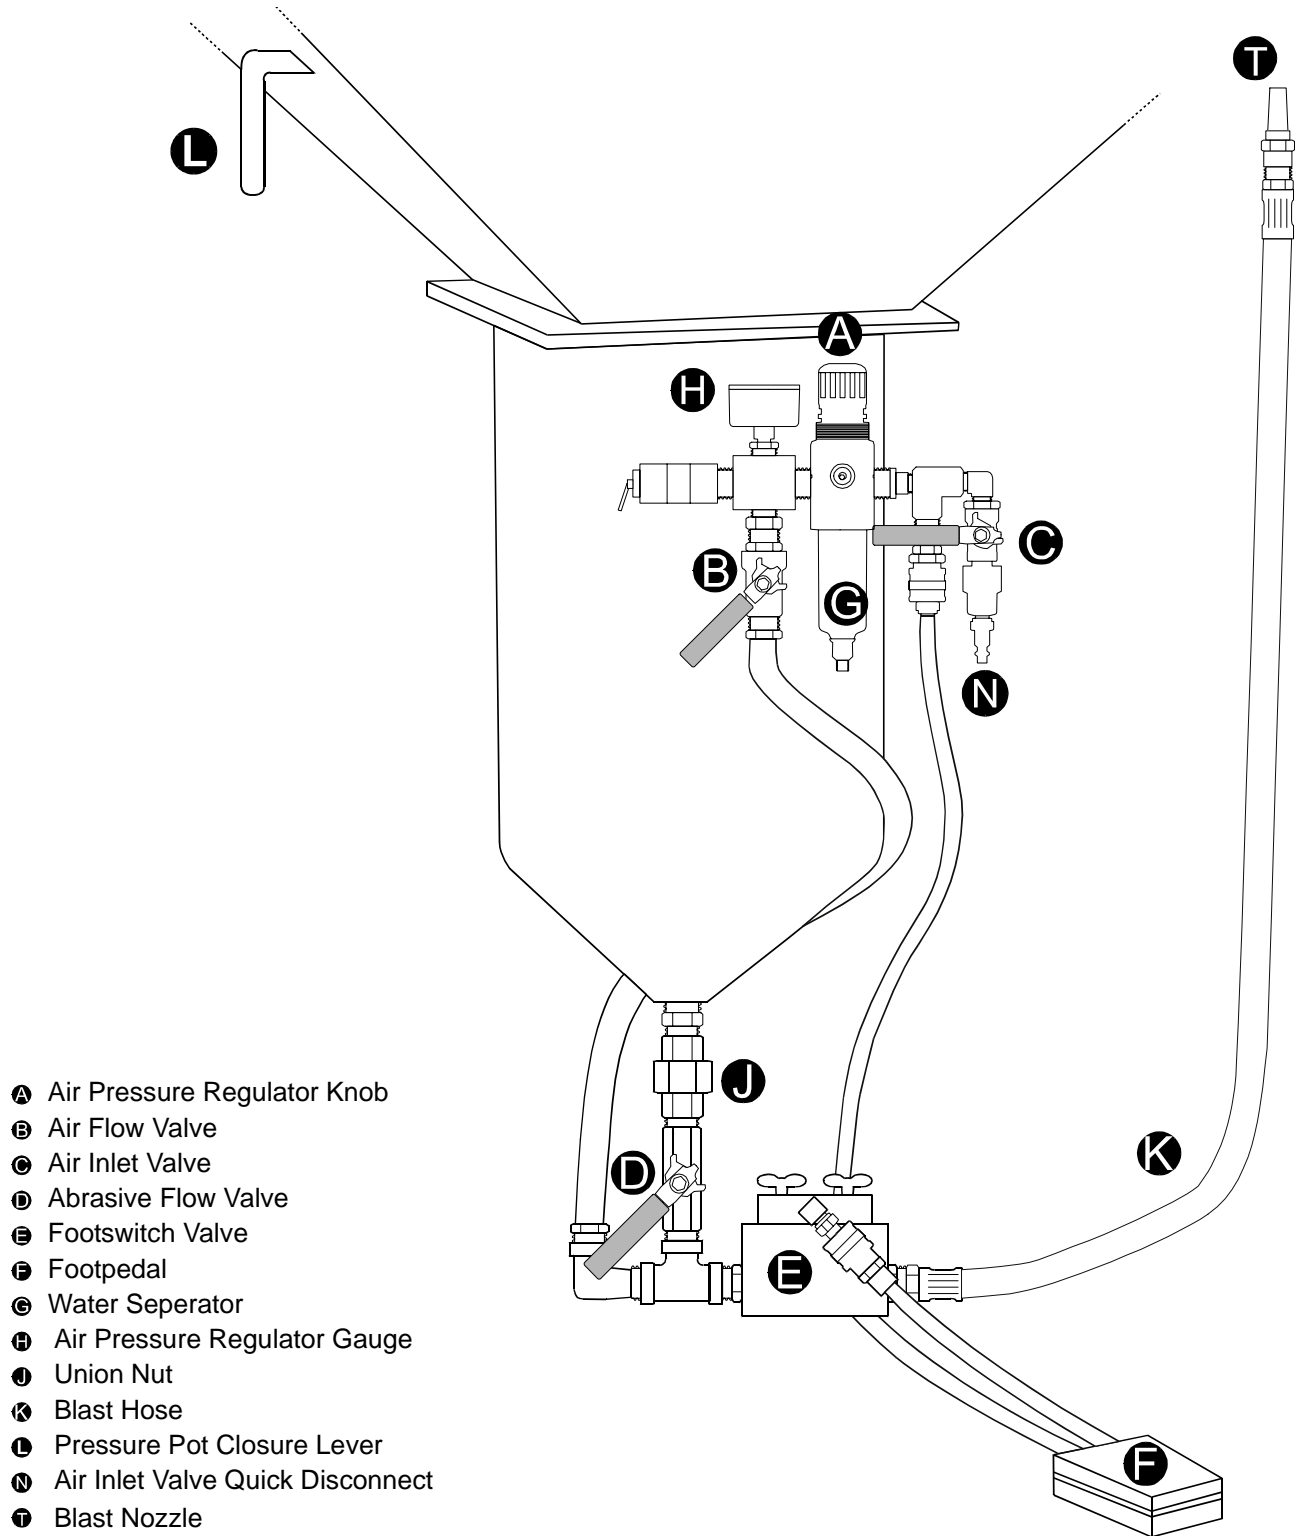 T
L
A
H
C
B
G
N
J
D
K
E
F
A Air Pressure Regulator Knob
B Air Flow Valve
C Air Inlet Valve
D Abrasive Flow Valve
E Footswitch Valve
F Footpedal
G Water Seperator
H Air Pressure Regulator Gauge
J Union Nut
K Blast Hose
L Pressure Pot Closure Lever
N Air Inlet Valve Quick Disconnect
T Blast Nozzle